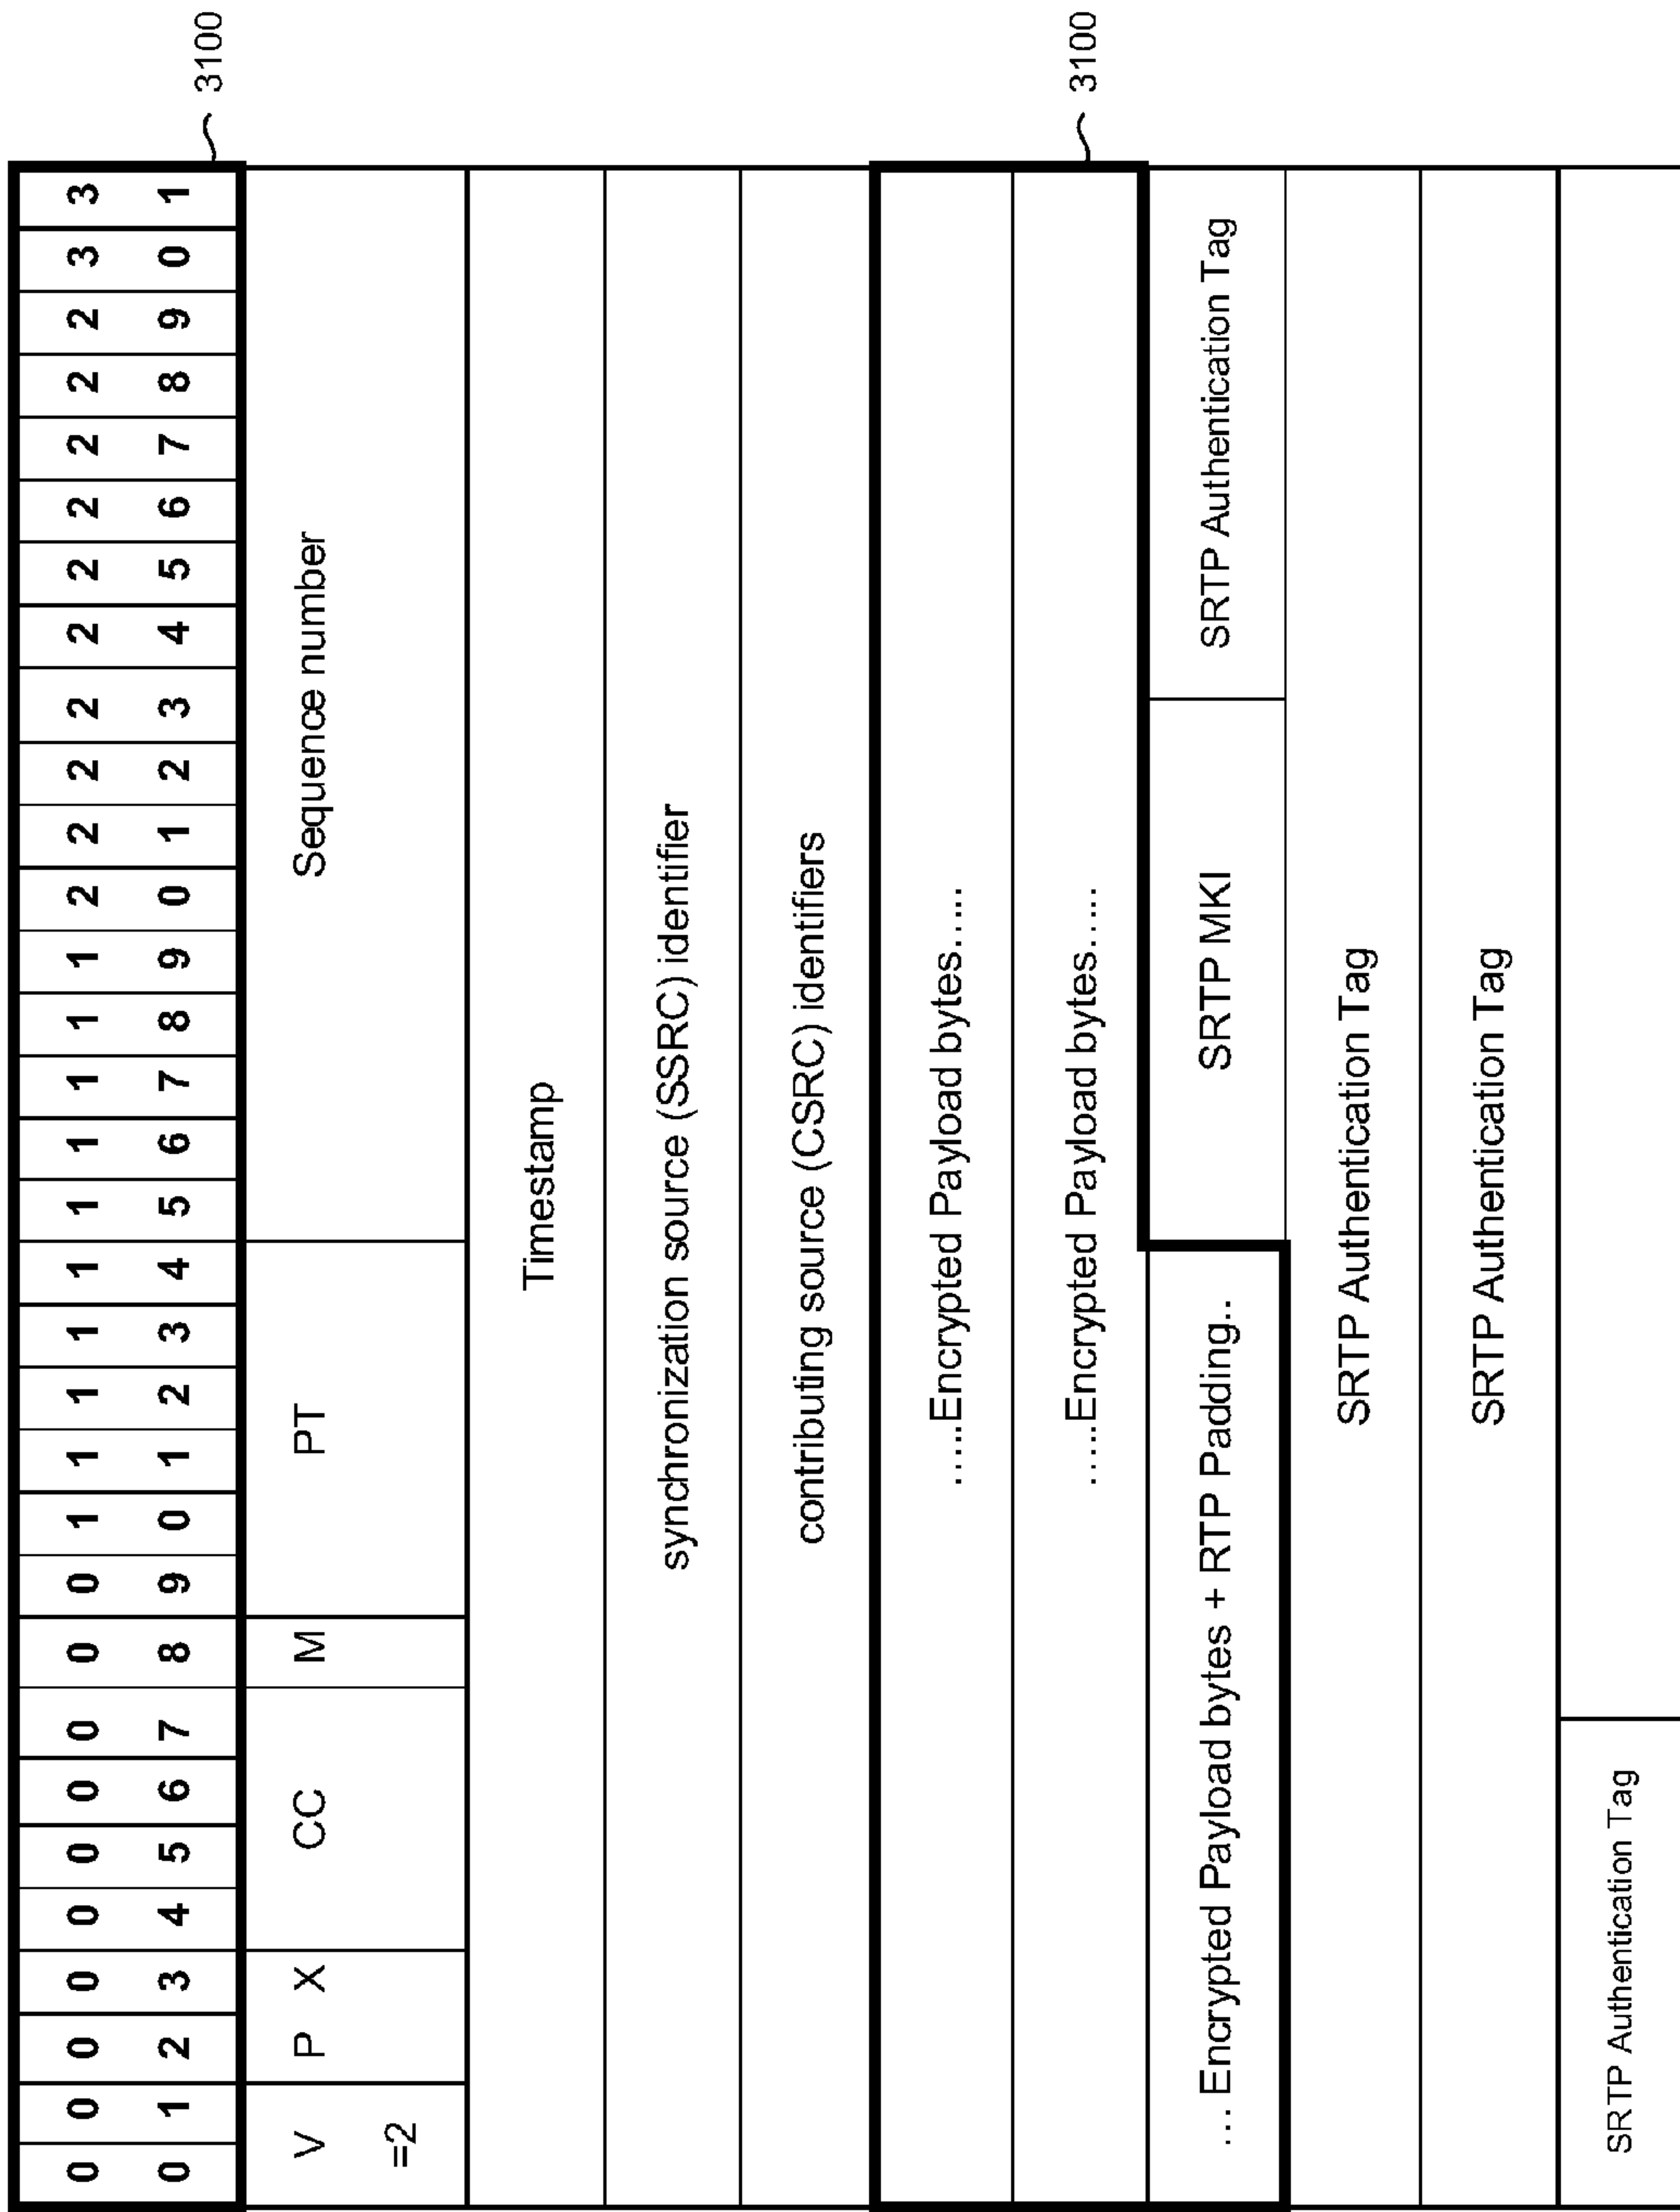 0 0 0 0 0 0 0 0 0 0 1 1 1 1 1 1 1 1 1 1 2 2 2 2 2 2 2 2 2 2 3 3
0 1 2 3 4 5 6 7 8 9 0 1 2 3 4 5 6 7 8 9 0 1 2 3 4 5 6 7 8 9 0 1
3100
V P X CC M PT Sequence number
=2
Timestamp
synchronization source (SSRC) identifier
contributing source (CSRC) identifiers
.....Encrypted Payload bytes.....
.....Encrypted Payload bytes.....
3100
... Encrypted Payload bytes + RTP Padding.. SRTP MKI SRTP Authentication Tag
SRTP Authentication Tag
SRTP Authentication Tag
SRTP Authentication Tag